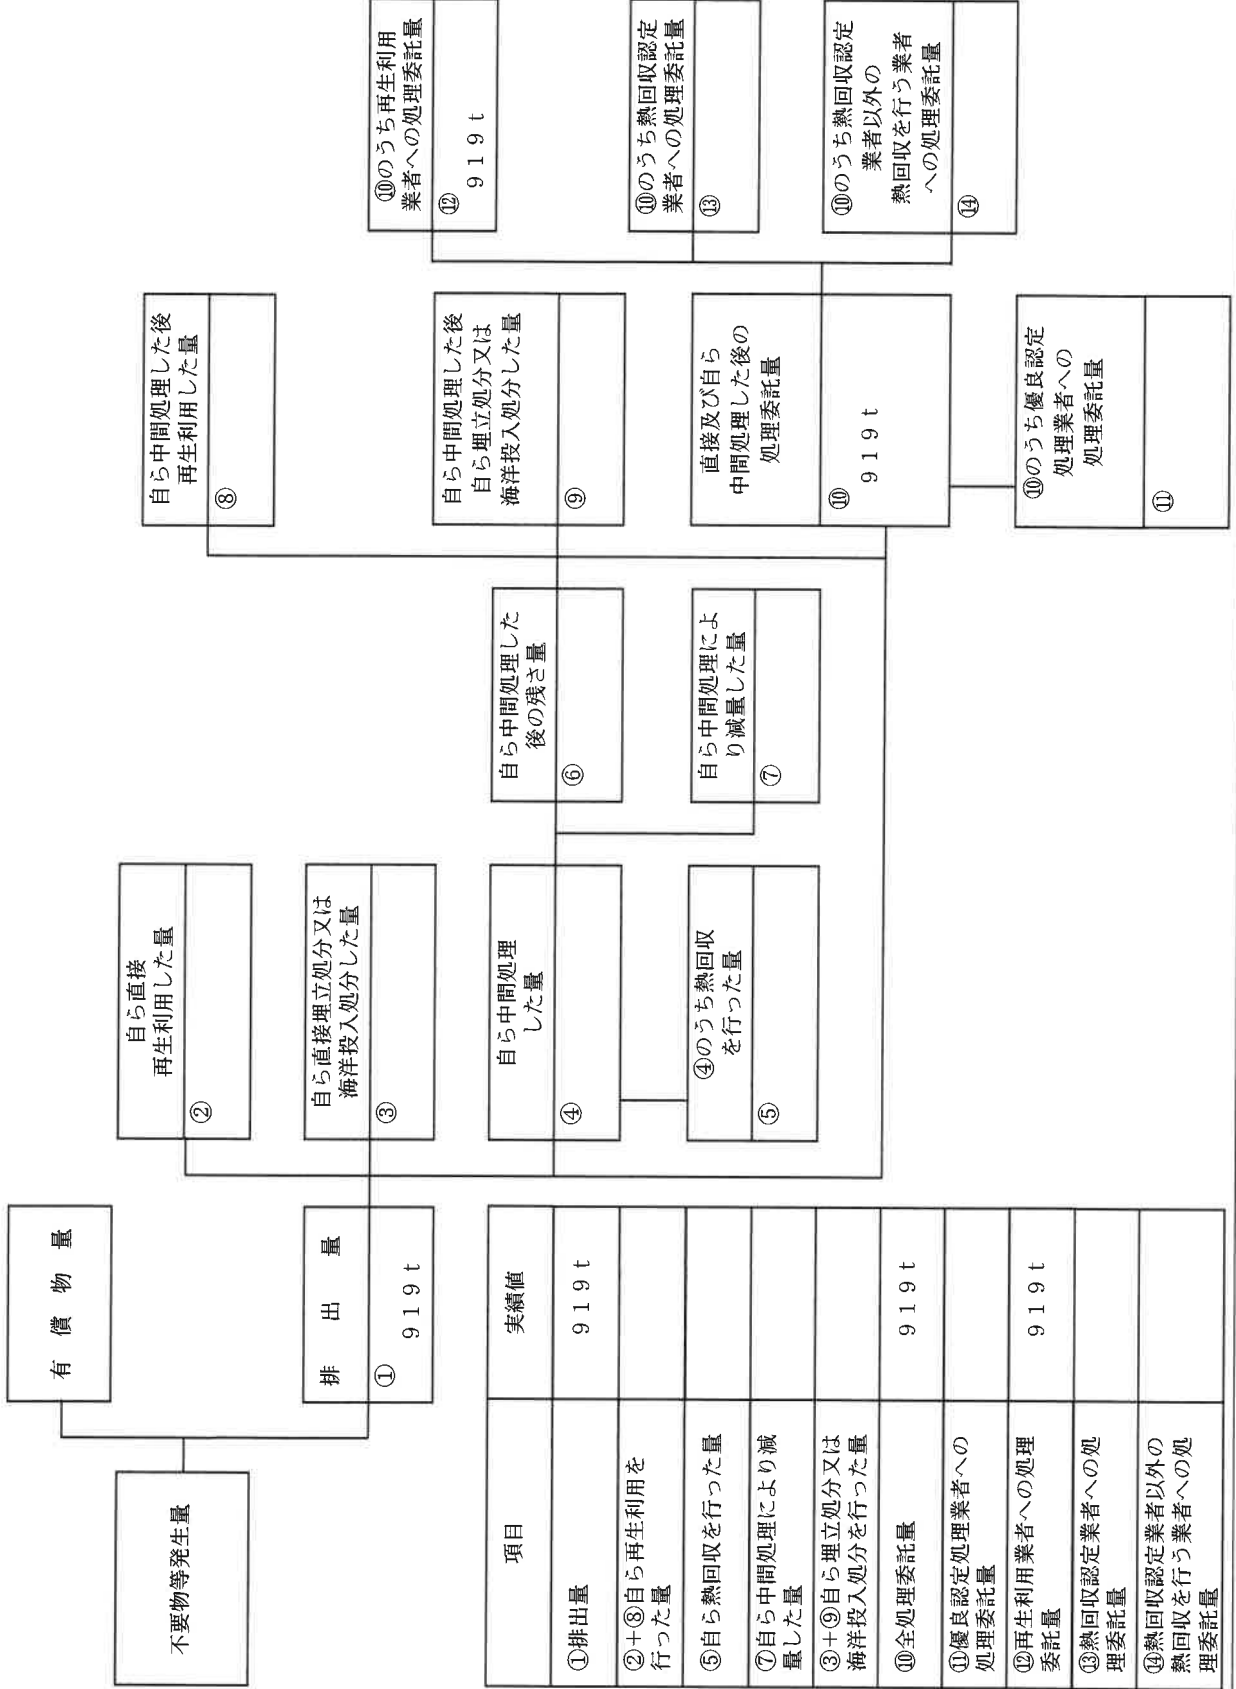 不要物等発生量
有償物量
排出量
①
919t
自ら直接
再生利用した量
②
自ら直接埋立処分又は
海洋投入処分した量
③
自ら中間処理
した量
④
④のうち熱回収
を行った量
⑤
自ら中間処理した
後の残さ量
⑥
自ら中間処理によ
り減量した量
⑦
自ら中間処理した後
再生利用した量
⑧
自ら中間処理した後
自ら埋立処分又は
海洋投入処分した量
⑨
直接及び自ら
中間処理した後の
処理委託量
⑩
919t
⑩のうち優良認定
処理業者への
処理委託量
⑪
⑩のうち再生利用
業者への処理委託量
⑫
919t
⑩のうち熱回収認定
業者への処理委託量
⑬
⑩のうち熱回収認定
業者以外の
熱回収を行う業者
への処理委託量
⑭
項目 実績値
①排出量 919t
②+⑧自ら再生利用を
行った量
⑤自ら熱回収を行った量
⑦自ら中間処理により減
量した量
③+⑨自ら埋立処分又は
海洋投入処分を行った量
⑩全処理委託量 919t
⑪優良認定処理業者への
処理委託量
⑫再生利用業者への処理
委託量 919t
⑬熱回収認定業者への処
理委託量
⑭熱回収認定業者以外の
熱回収を行う業者への処
理委託量